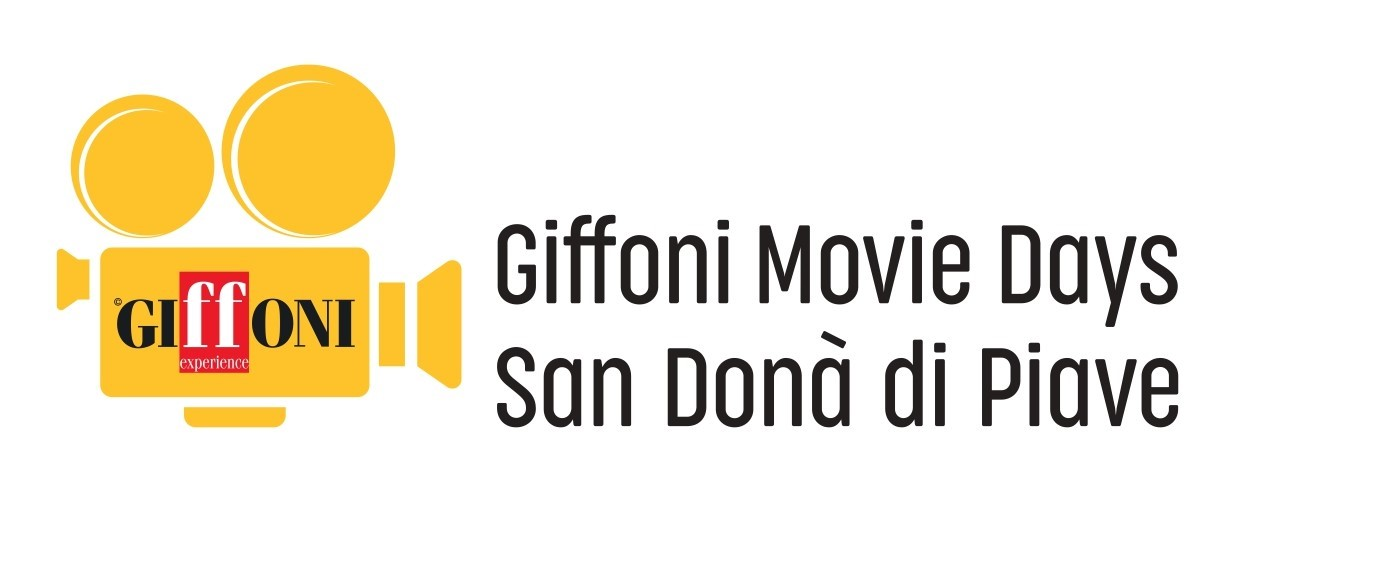 ©GIffONI
experience
Giffoni Movie Days
San Donà di Piave